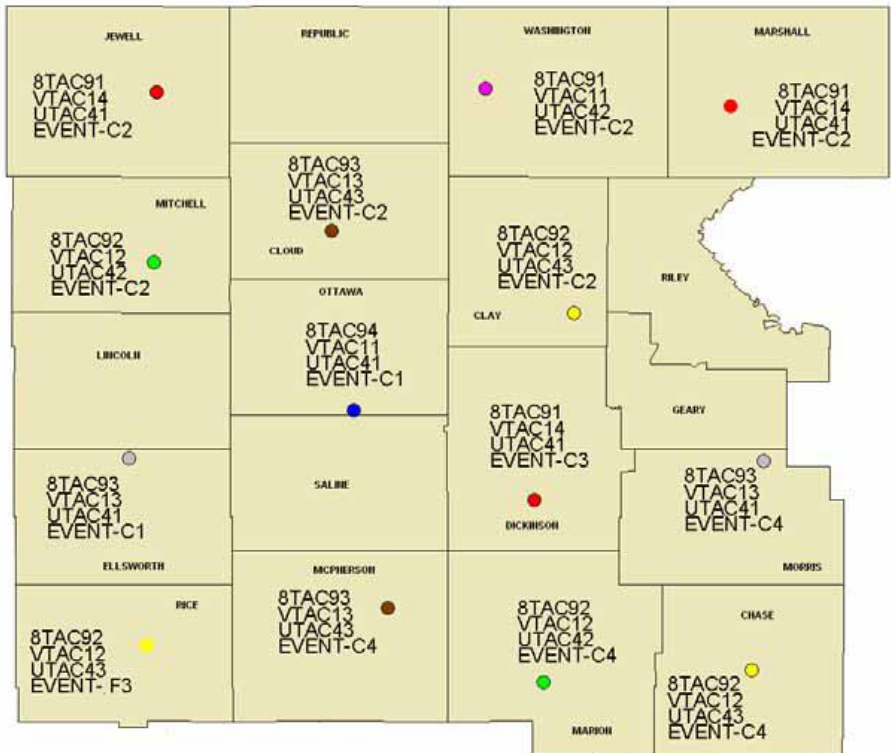 JEWELL
8TAC91
VTAC14
UTAC41
EVENT-C2
REPUBLIC
WASHINGTON
8TAC91
VTAC11
UTAC42
EVENT-C2
MARSHALL
8TAC91
VTAC14
UTAC41
EVENT-C2
MITCHELL
8TAC92
VTAC12
UTAC42
EVENT-C2
8TAC93
VTAC13
UTAC43
EVENT-C2
CLOUD
8TAC92
VTAC12
UTAC43
EVENT-C2
CLAY
RILEY
LINCOLN
OTTAWA
8TAC94
VTAC11
UTAC41
EVENT-C1
8TAC91
VTAC14
UTAC41
EVENT-C3
DICKINSON
GEARY
8TAC93
VTAC13
UTAC41
EVENT-C1
ELLSWORTH
SALINE
8TAC93
VTAC13
UTAC41
EVENT-C4
MORRIS
RICE
8TAC92
VTAC12
UTAC43
EVENT-. F3
MCPHERSON
8TAC93
VTAC13
UTAC43
EVENT-C4
8TAC92
VTAC12
UTAC42
EVENT-C4
MARION
CHASE
8TAC92
VTAC12
UTAC43
EVENT-C4